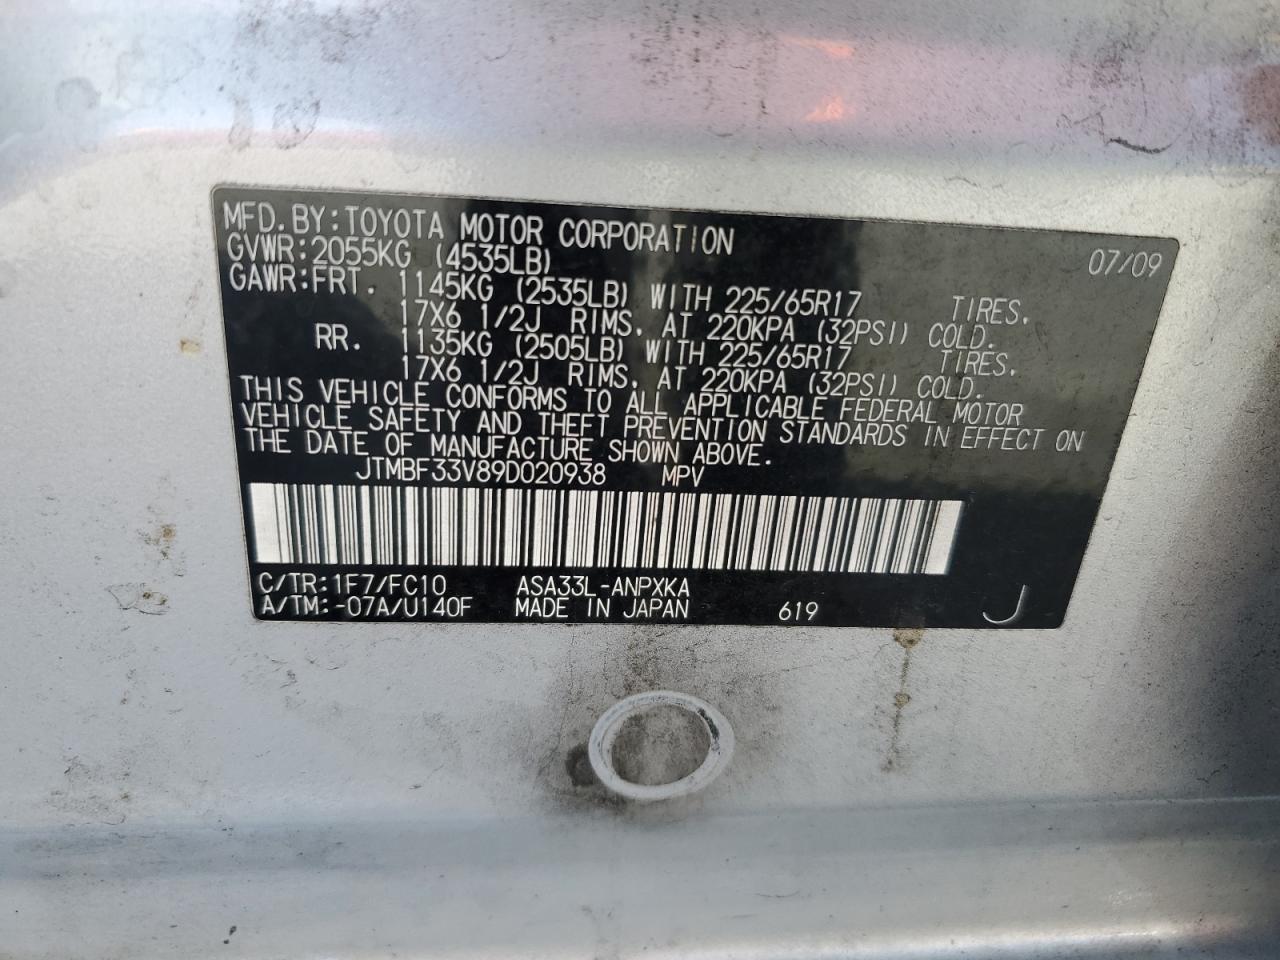 MFD.BY:TOYOTA MOTOR CORPORATION 07/09
GVWR:2055KG (4535LB)
GAWR:FRT. 1145KG (2535LB) WITH 225/65R17 TIRES,
17X6 1/2J RIMS, AT 220KPA (32PSI) COLD.
RR. 1135KG (2505LB) WITH 225/65R17 TIRES,
17X6 1/2J RIMS, AT 220KPA (32PSI) COLD.
THIS VEHICLE CONFORMS TO ALL APPLICABLE FEDERAL MOTOR
VEHICLE SAFETY AND THEFT PREVENTION STANDARDS IN EFFECT ON
THE DATE OF MANUFACTURE SHOWN ABOVE.
JTMBF33V89D020938 MPV
C/TR:1F7/FC10 ASA33L-ANPXKA
A/TM:-07A/U140F MADE IN JAPAN 619 J